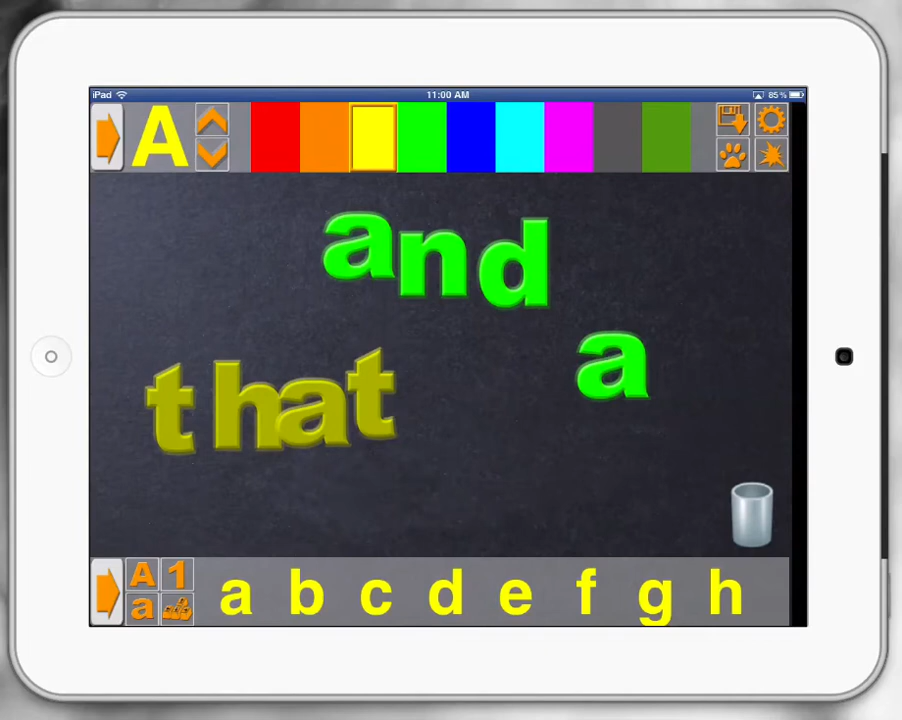 iPad 11:00 AM 85%
A
and
a
that
A 1
a a b c d e f g h